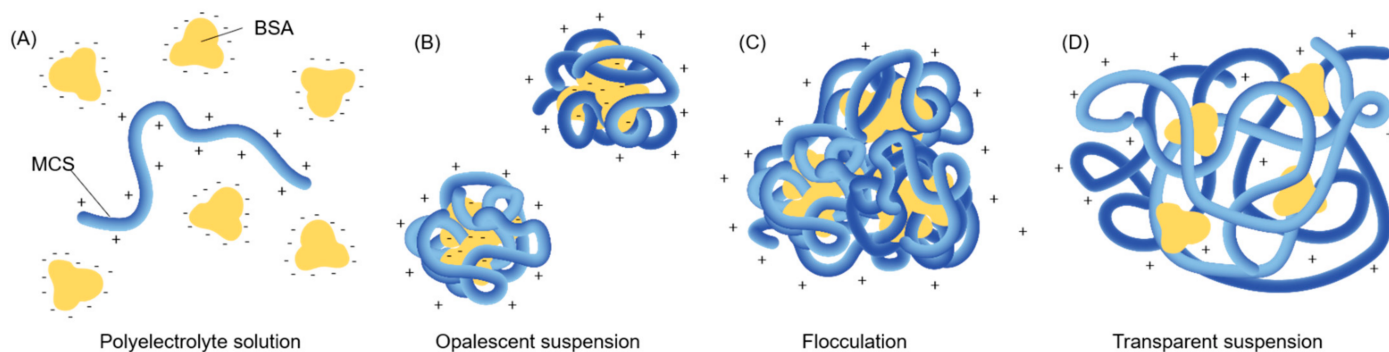 (A)
BSA
MCS
Polyelectrolyte solution
(B)
Opalescent suspension
(C)
Flocculation
(D)
Transparent suspension